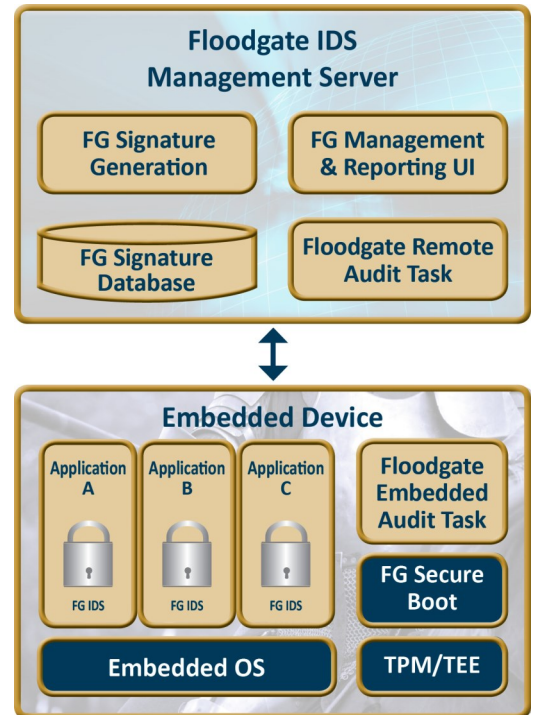 Floodgate IDS
Management Server
FG Signature
Generation
FG Management
& Reporting UI
FG Signature
Database
Floodgate Remote
Audit Task
Embedded Device
Application
A
FG IDS
Application
B
FG IDS
Application
C
FG IDS
Floodgate
Embedded
Audit Task
FG Secure
Boot
Embedded OS
TPM/TEE